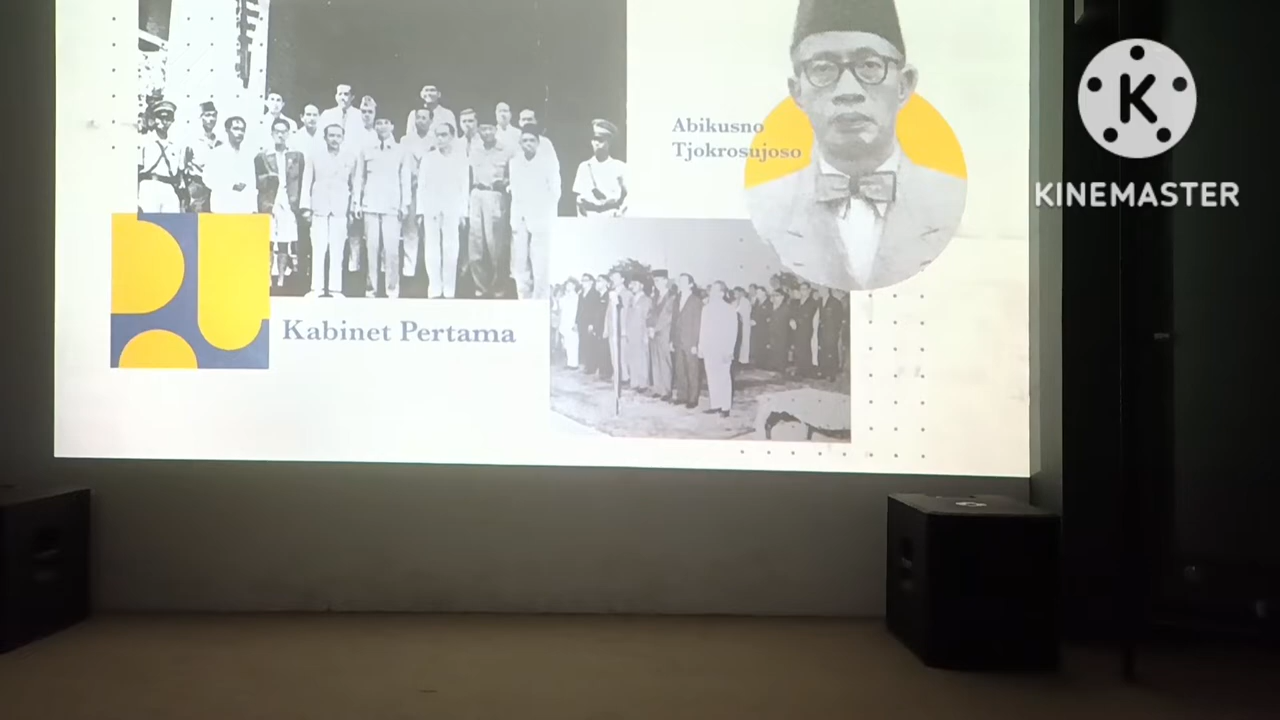 Abikusno
Tjokrosujoso
Kabinet Pertama
K
KINEMASTER